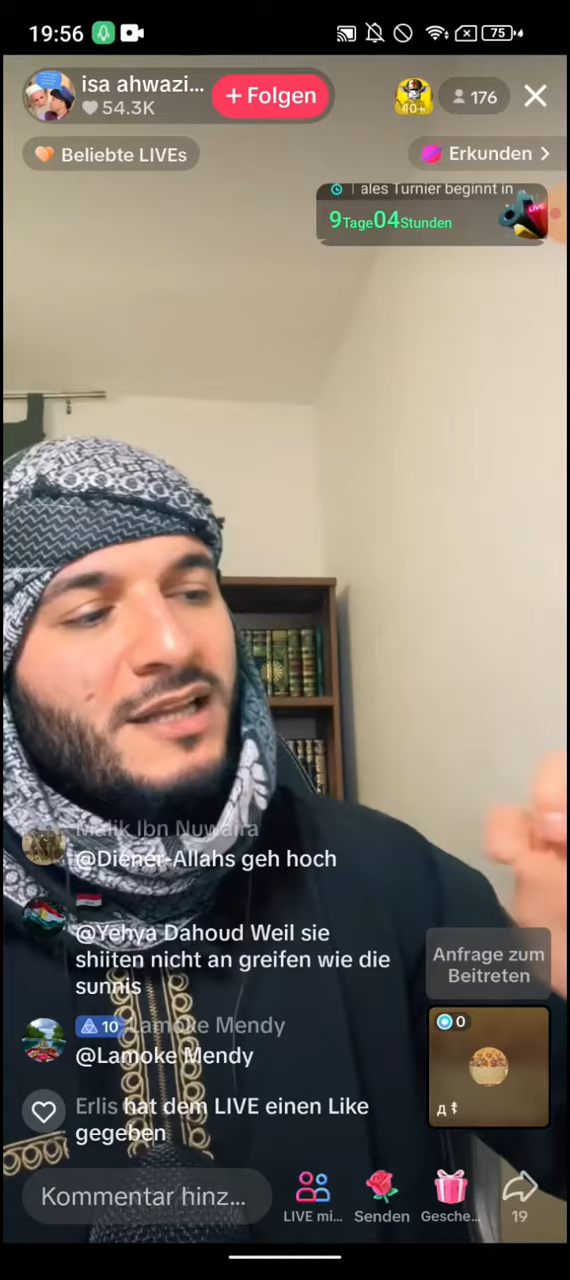 19:56
75
isa ahwazi...
54.3K
+ Folgen
176
Beliebte LIVEs
Erkunden
ales Turnier beginnt in
9Tage04Stunden
LIVE
Malik Ibn Nuwaira
@Diener-Allahs geh hoch
@Yehya Dahoud Weil sie
shiiten nicht an greifen wie die
sunnis
10 Lamoke Mendy
@Lamoke Mendy
Erlis hat dem LIVE einen Like
gegeben
Anfrage zum
Beitreten
0
Kommentar hinz...
LIVE mi...
Senden
Gesche...
19